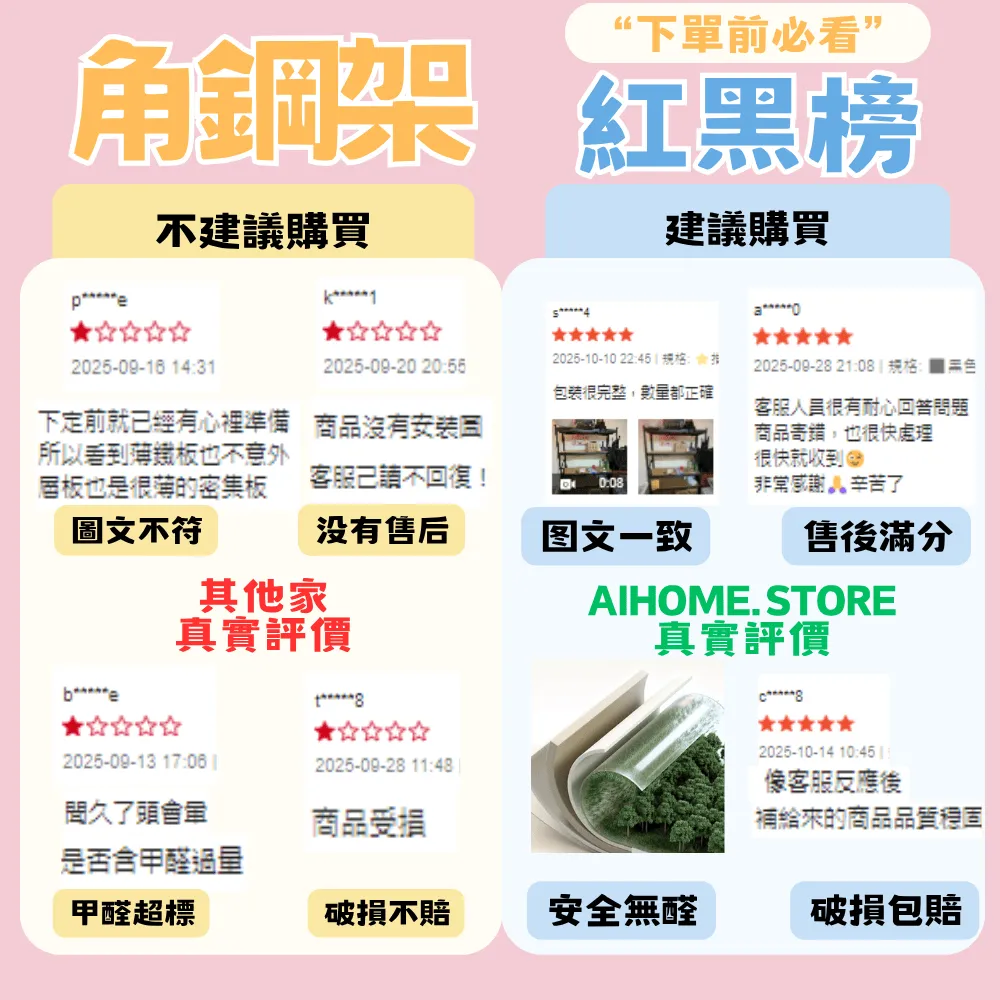 角鋼架
“下單前必看”
紅黑榜
不建議購買
p*****e
2025-09-16 14:31
下定前就已經有心裡準備
所以看到薄鐵板也不意外
層板也是很薄的密集板
圖文不符
k*****1
2025-09-20 20:55
商品沒有安裝圖
客服已讀不回復！
没有售后
其他家
真實評價
b*****e
2025-09-13 17:06 |
聞久了頭會暈
是否含甲醛過量
甲醛超標
t*****8
2025-09-28 11:48
商品受損
破損不賠
建議購買
s*****4
2025-10-10 22:45 | 規格: ⭐
包裝很完整，數量都正確
0:08
图文一致
a*****0
2025-09-28 21:08 | 規格: ⬛黑色
客服人員很有耐心回答問題
商品寄錯，也很快處理
很快就收到😉
非常感謝🙏辛苦了
售後滿分
AIHOME.STORE
真實評價
安全無醛
c*****8
2025-10-14 10:45 |
像客服反應後
補給來的商品品質穩固
破損包賠